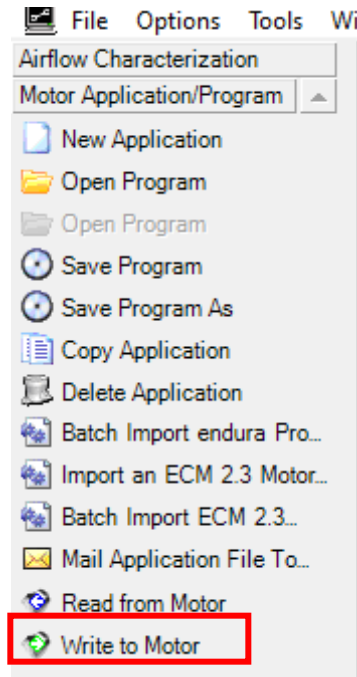 File Options Tools Wi
Airflow Characterization
Motor Application/Program
New Application
Open Program
Open Program
Save Program
Save Program As
Copy Application
Delete Application
Batch Import endura Pro...
Import an ECM 2.3 Motor...
Batch Import ECM 2.3...
Mail Application File To...
Read from Motor
Write to Motor